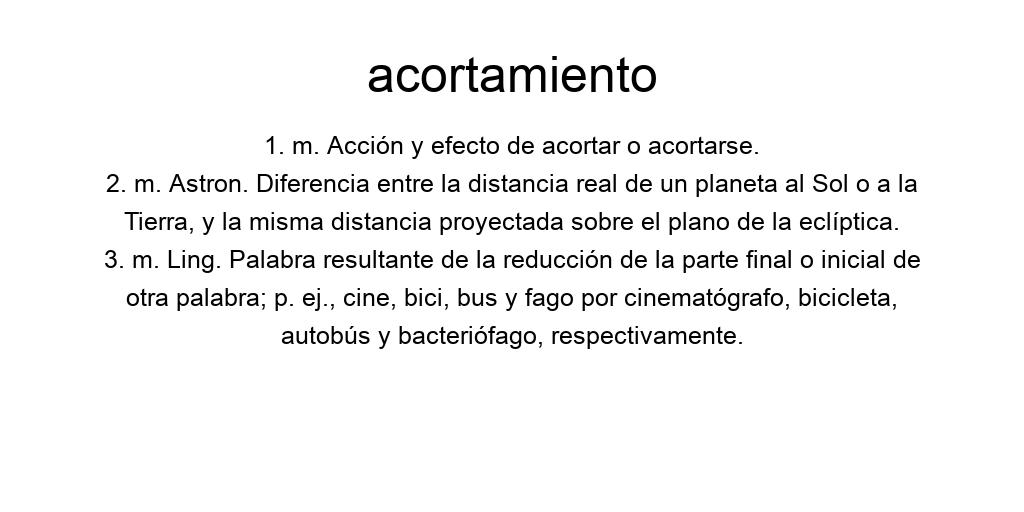 acortamiento
1. m. Acción y efecto de acortar o acortarse.
2. m. Astron. Diferencia entre la distancia real de un planeta al Sol o a la
Tierra, y la misma distancia proyectada sobre el plano de la eclíptica.
3. m. Ling. Palabra resultante de la reducción de la parte final o inicial de
otra palabra; p. ej., cine, bici, bus y fago por cinematógrafo, bicicleta,
autobús y bacteriófago, respectivamente.